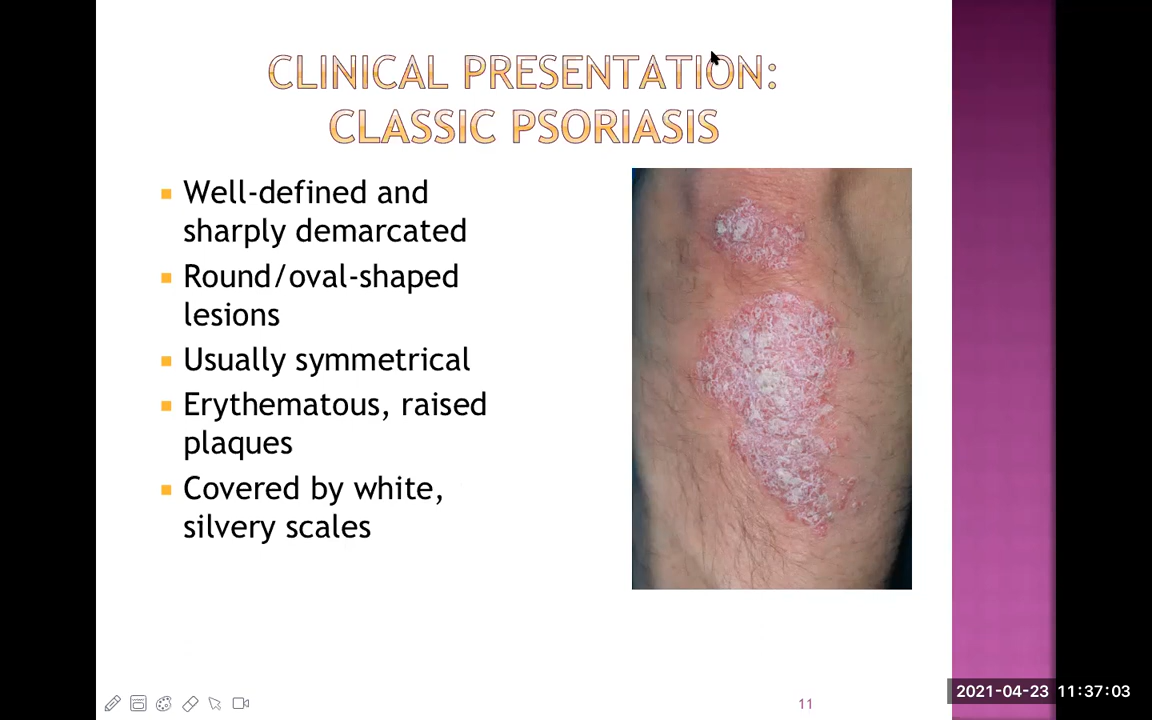 CLINICAL PRESENTATION:
CLASSIC PSORIASIS
Well-defined and
sharply demarcated
Round/oval-shaped
lesions
Usually symmetrical
Erythematous, raised
plaques
Covered by white,
silvery scales
11
2021-04-23 11:37:03